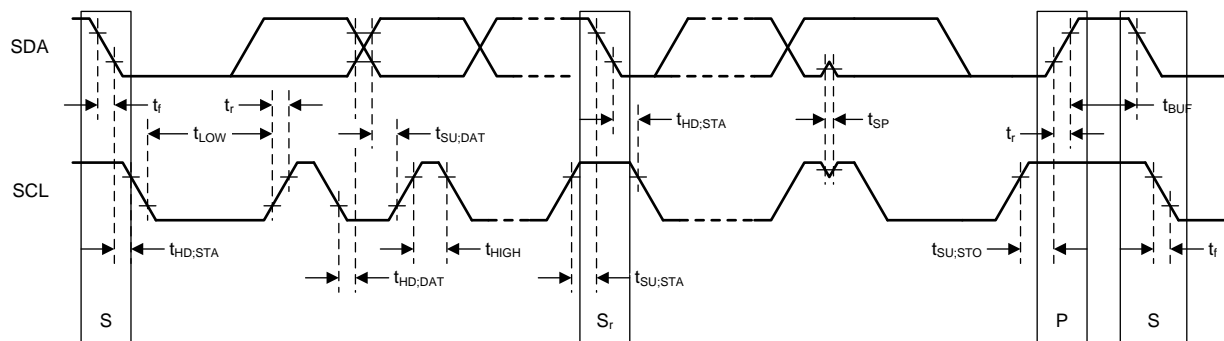 SDA
t_f
t_r
t_LOW
t_SU;DAT
t_HD;STA
t_SP
t_BUF
t_r
SCL
t_HD;STA
t_HD;DAT
t_HIGH
t_SU;STA
t_SU;STO
t_f
S
S_r
P
S